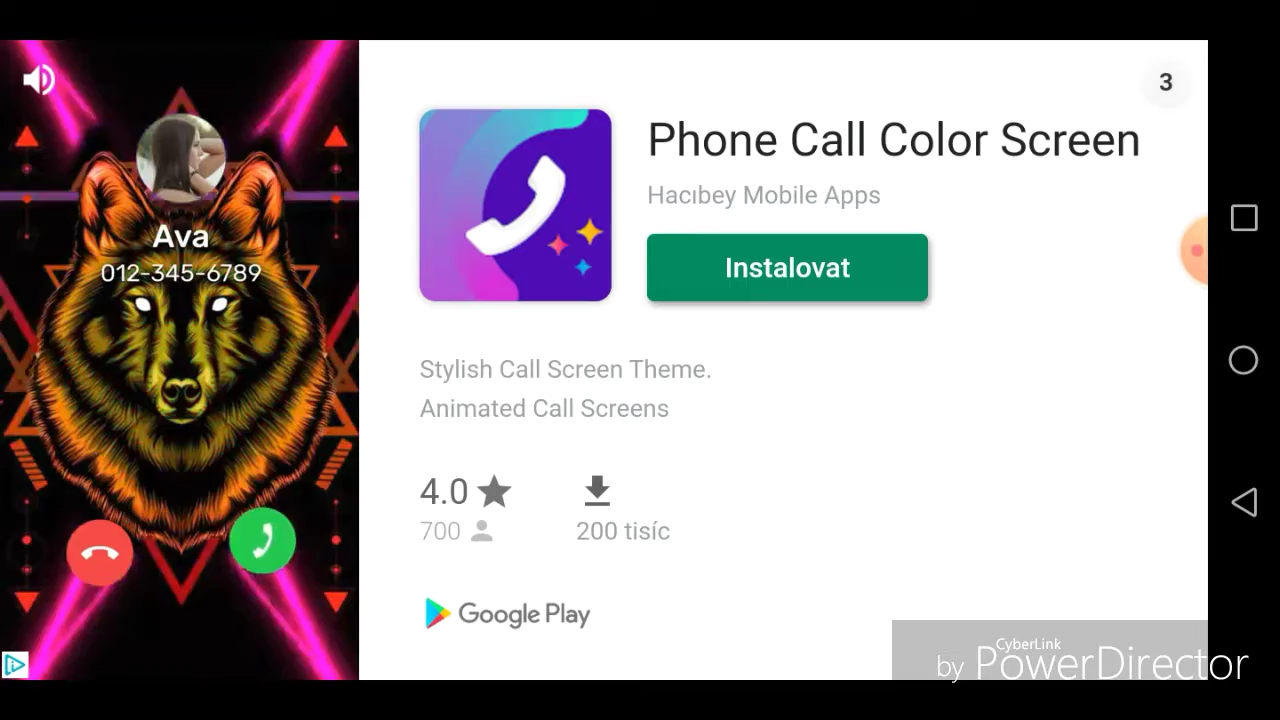 3
Phone Call Color Screen
Hacıbey Mobile Apps
Instalovat
Ava
012-345-6789
Stylish Call Screen Theme.
Animated Call Screens
4.0
700
200 tisíc
Google Play
CyberLink
by PowerDirector